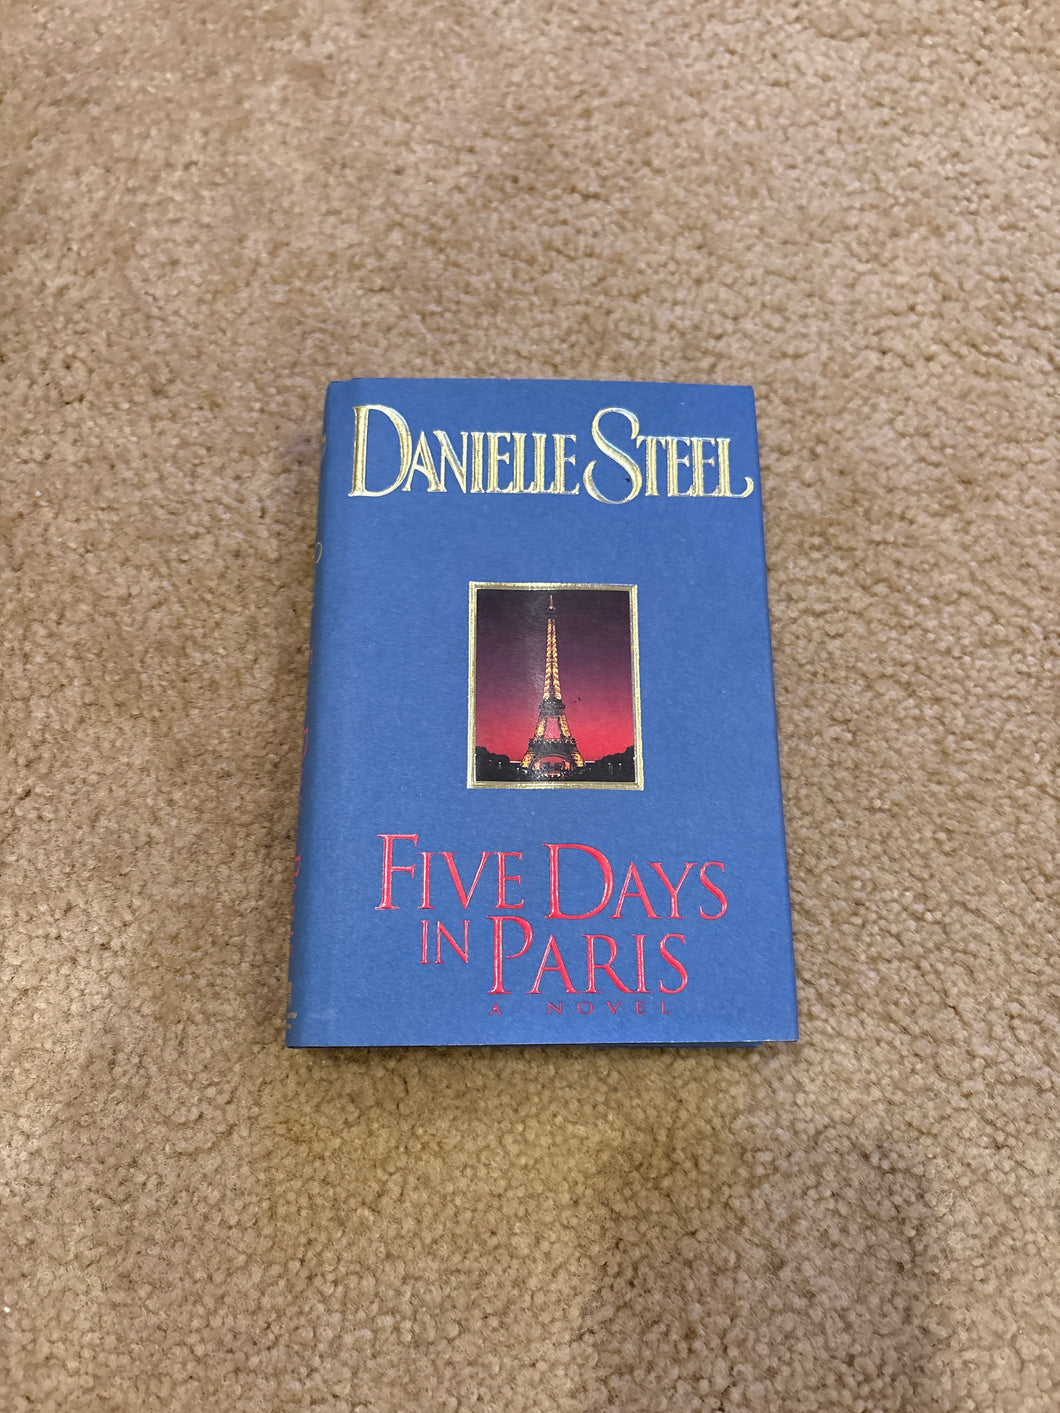 DANIELLE STEEL
FIVE DAYS
IN PARIS
A NOVEL